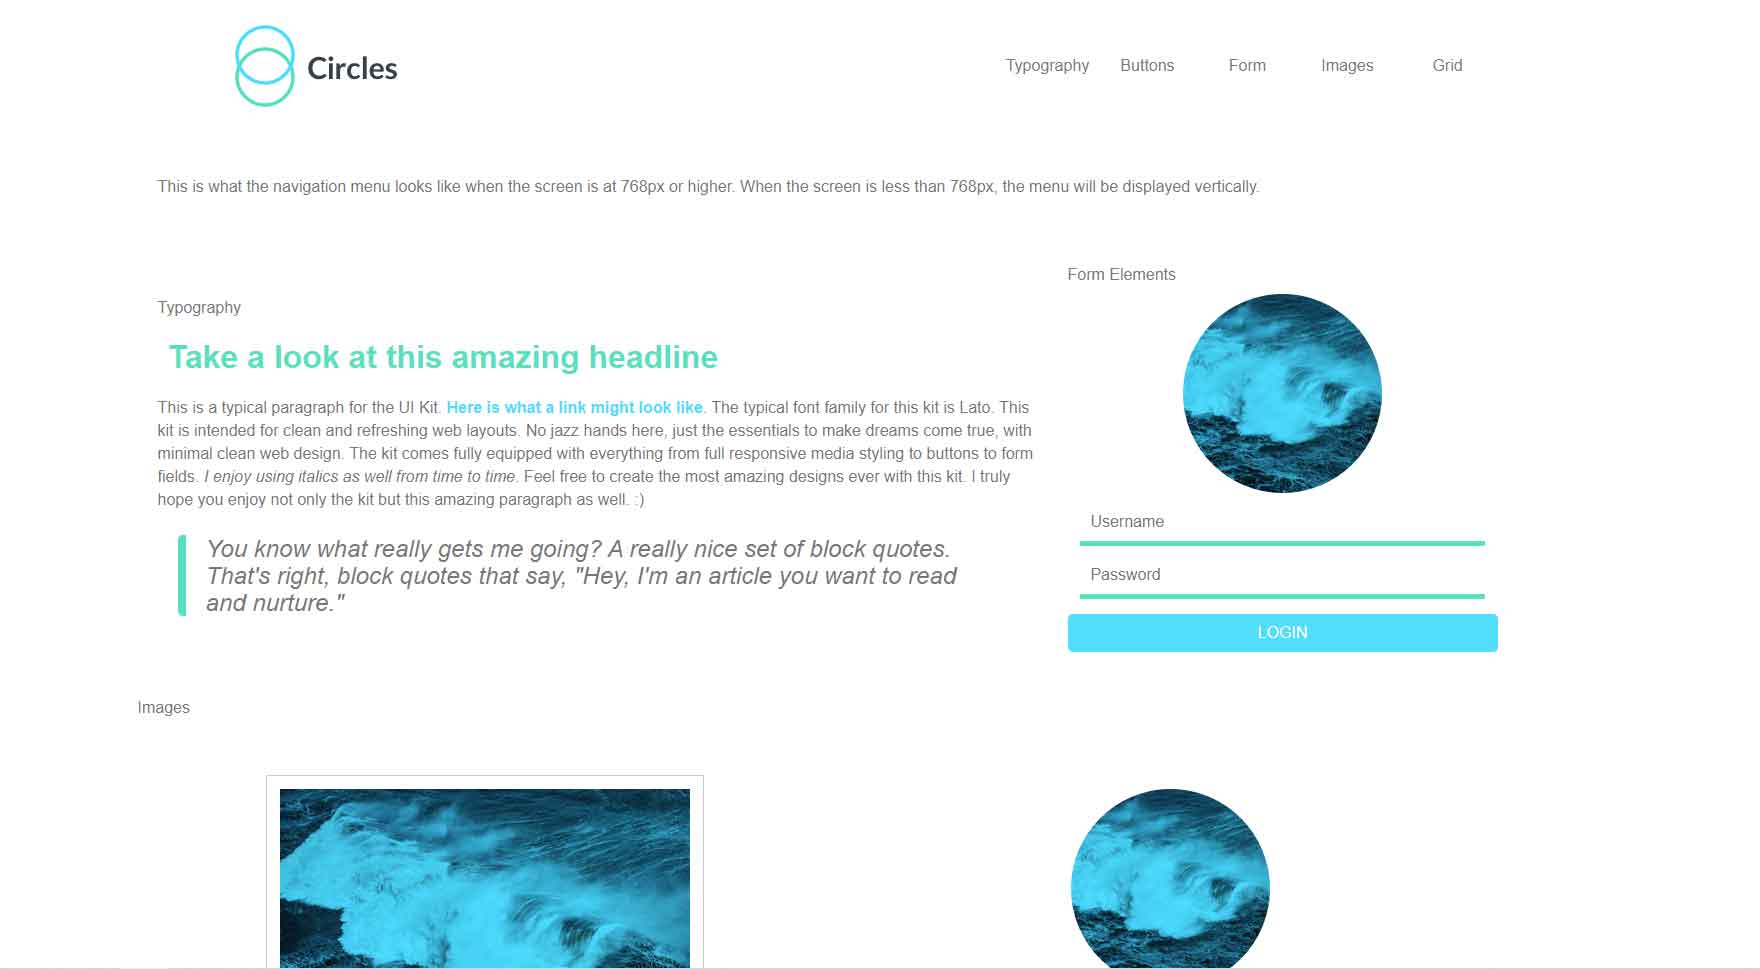 Circles
Typography Buttons Form Images Grid
This is what the navigation menu looks like when the screen is at 768px or higher. When the screen is less than 768px, the menu will be displayed vertically.
Typography
Take a look at this amazing headline
This is a typical paragraph for the UI Kit. Here is what a link might look like. The typical font family for this kit is Lato. This
kit is intended for clean and refreshing web layouts. No jazz hands here, just the essentials to make dreams come true, with
minimal clean web design. The kit comes fully equipped with everything from full responsive media styling to buttons to form
fields. I enjoy using italics as well from time to time. Feel free to create the most amazing designs ever with this kit. I truly
hope you enjoy not only the kit but this amazing paragraph as well. :)
You know what really gets me going? A really nice set of block quotes.
That's right, block quotes that say, "Hey, I'm an article you want to read
and nurture."
Form Elements
Username
Password
LOGIN
Images